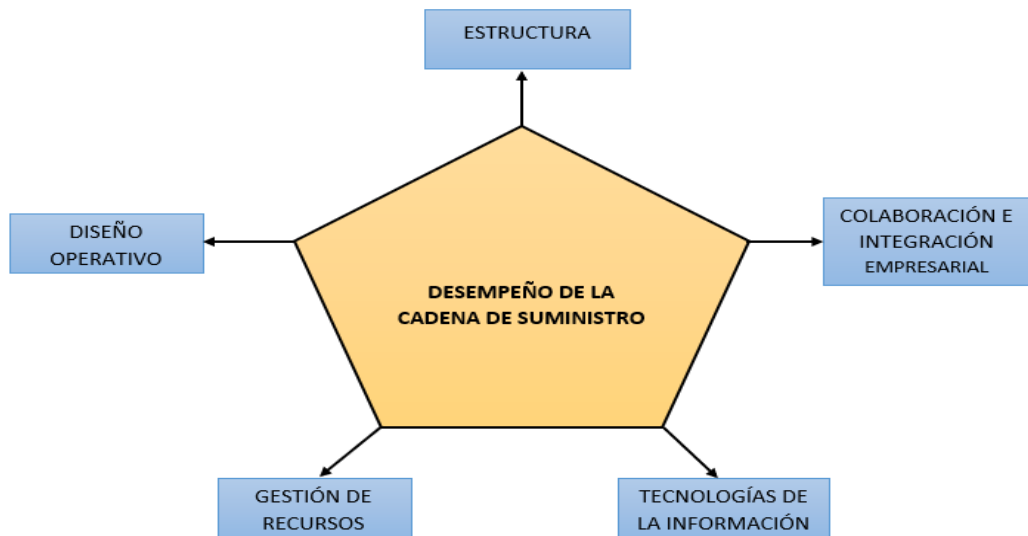 ESTRUCTURA
DISEÑO
OPERATIVO
COLABORACIÓN E
INTEGRACIÓN
EMPRESARIAL
DESEMPEÑO DE LA
CADENA DE SUMINISTRO
GESTIÓN DE
RECURSOS
TECNOLOGÍAS DE
LA INFORMACIÓN